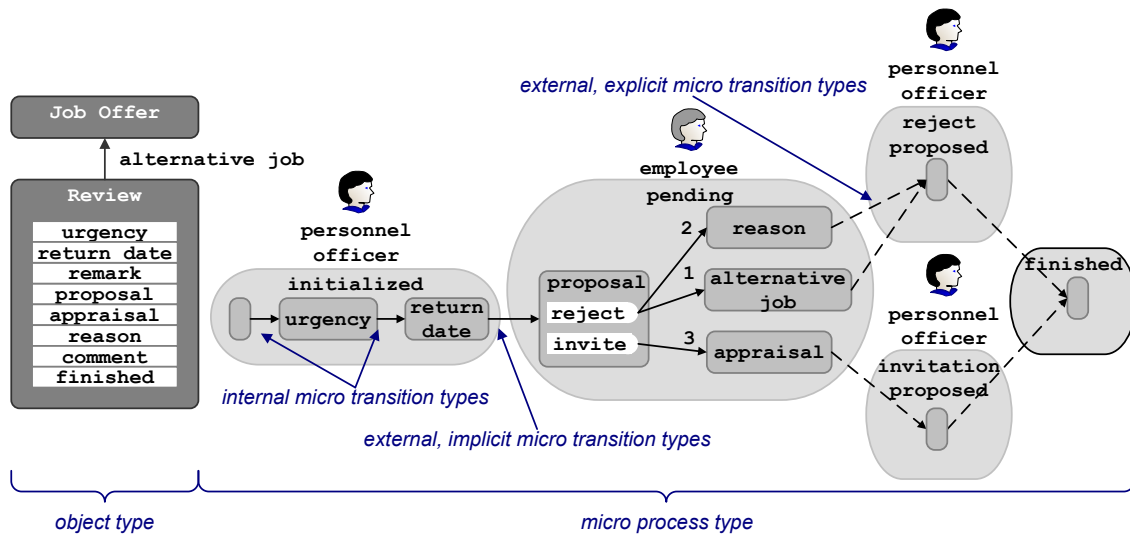 Job Offer
alternative job
Review
urgency
return date
remark
proposal
appraisal
reason
comment
finished
object type
personnel
officer
initialized
urgency
return
date
internal micro transition types
external, implicit micro transition types
employee
pending
proposal
reject
invite
2
reason
1
alternative
job
3
appraisal
external, explicit micro transition types
personnel
officer
reject
proposed
personnel
officer
invitation
proposed
finished
micro process type